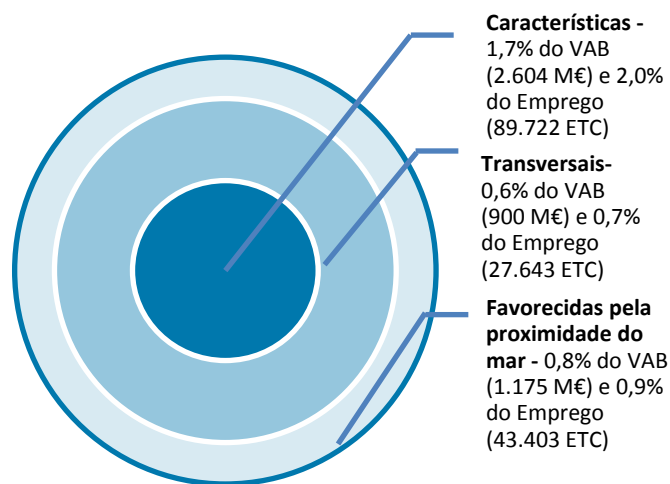 Características -
1,7% do VAB
(2.604 M€) e 2,0%
do Emprego
(89.722 ETC)
Transversais-
0,6% do VAB
(900 M€) e 0,7%
do Emprego
(27.643 ETC)
Favorecidas pela
proximidade do
mar - 0,8% do VAB
(1.175 M€) e 0,9%
do Emprego
(43.403 ETC)